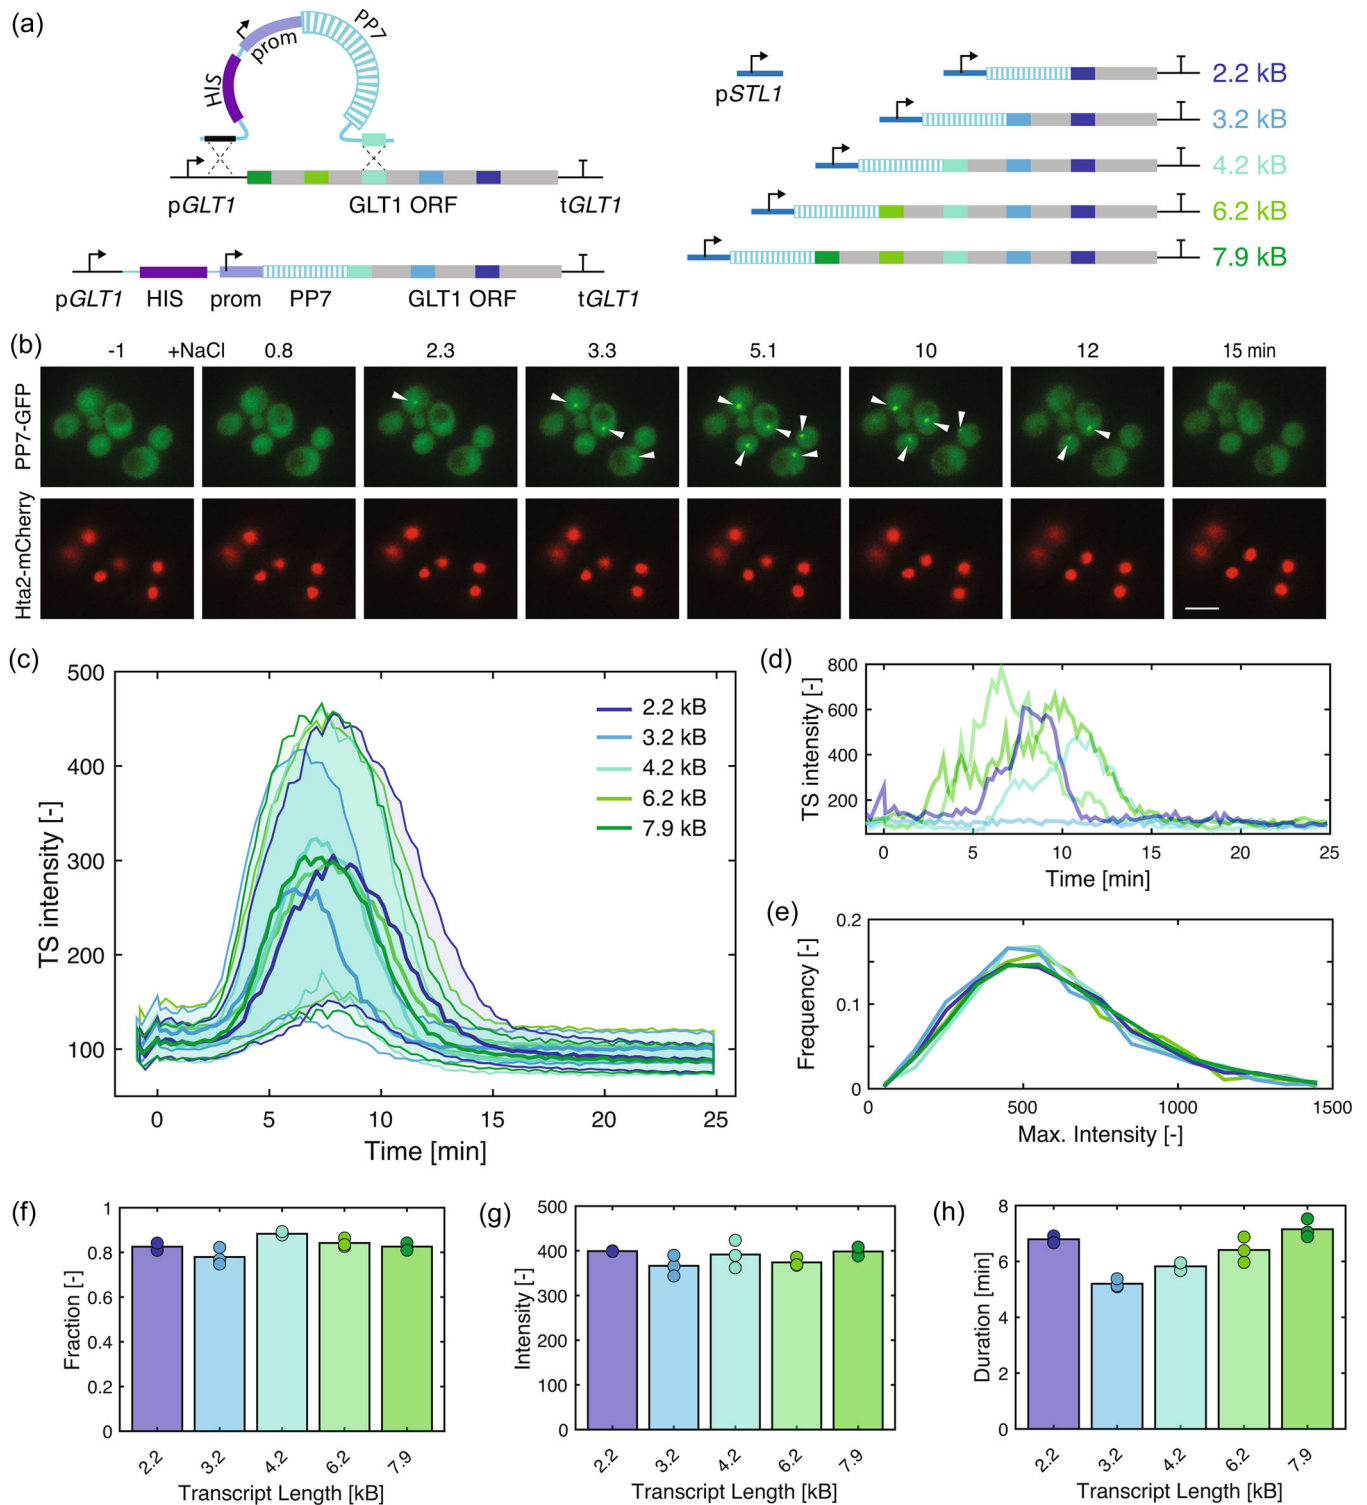 (a)
PP7
prom
HIS
pGLT1
GLT1 ORF
tGLT1
pGLT1
HIS
prom
PP7
GLT1 ORF
tGLT1
pSTL1
2.2 kB
3.2 kB
4.2 kB
6.2 kB
7.9 kB
(b)
-1 +NaCl 0.8 2.3 3.3 5.1 10 12 15 min
PP7-GFP
Hta2-mCherry
(c)
TS intensity [-]
500
400
300
200
100
2.2 kB
3.2 kB
4.2 kB
6.2 kB
7.9 kB
0 5 10 15 20 25
Time [min]
(d)
TS intensity [-]
800
600
400
200
0 5 10 15 20 25
Time [min]
(e)
Frequency [-]
0.2
0.1
0
0 500 1000 1500
Max. Intensity [-]
(f)
Fraction [-]
1
0.8
0.6
0.4
0.2
0
2.2 3.2 4.2 6.2 7.9
Transcript Length [kB]
(g)
Intensity [-]
500
400
300
200
100
0
2.2 3.2 4.2 6.2 7.9
Transcript Length [kB]
(h)
Duration [min]
8
6
4
2
0
2.2 3.2 4.2 6.2 7.9
Transcript Length [kB]